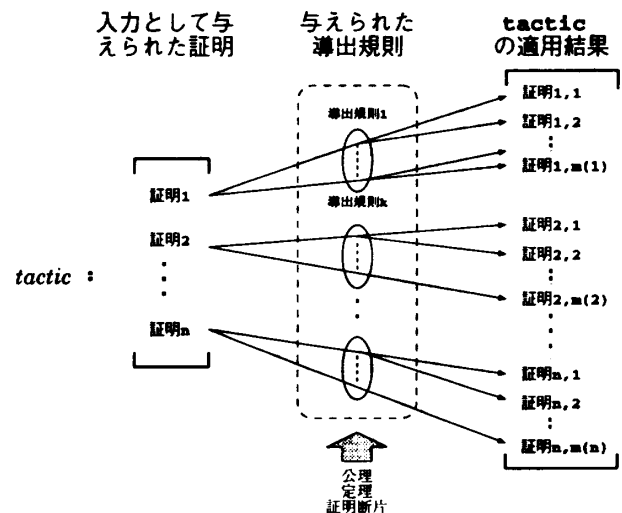 入力として与
えられた証明
与えられた
導出規則
tactic
の適用結果
導出規則1
導出規則k
証明1
証明2
証明n
tactic :
証明1,1
証明1,2
証明1,m(1)
証明2,1
証明2,2
証明2,m(2)
証明n,1
証明n,2
証明n,m(n)
公理
定理
証明断片